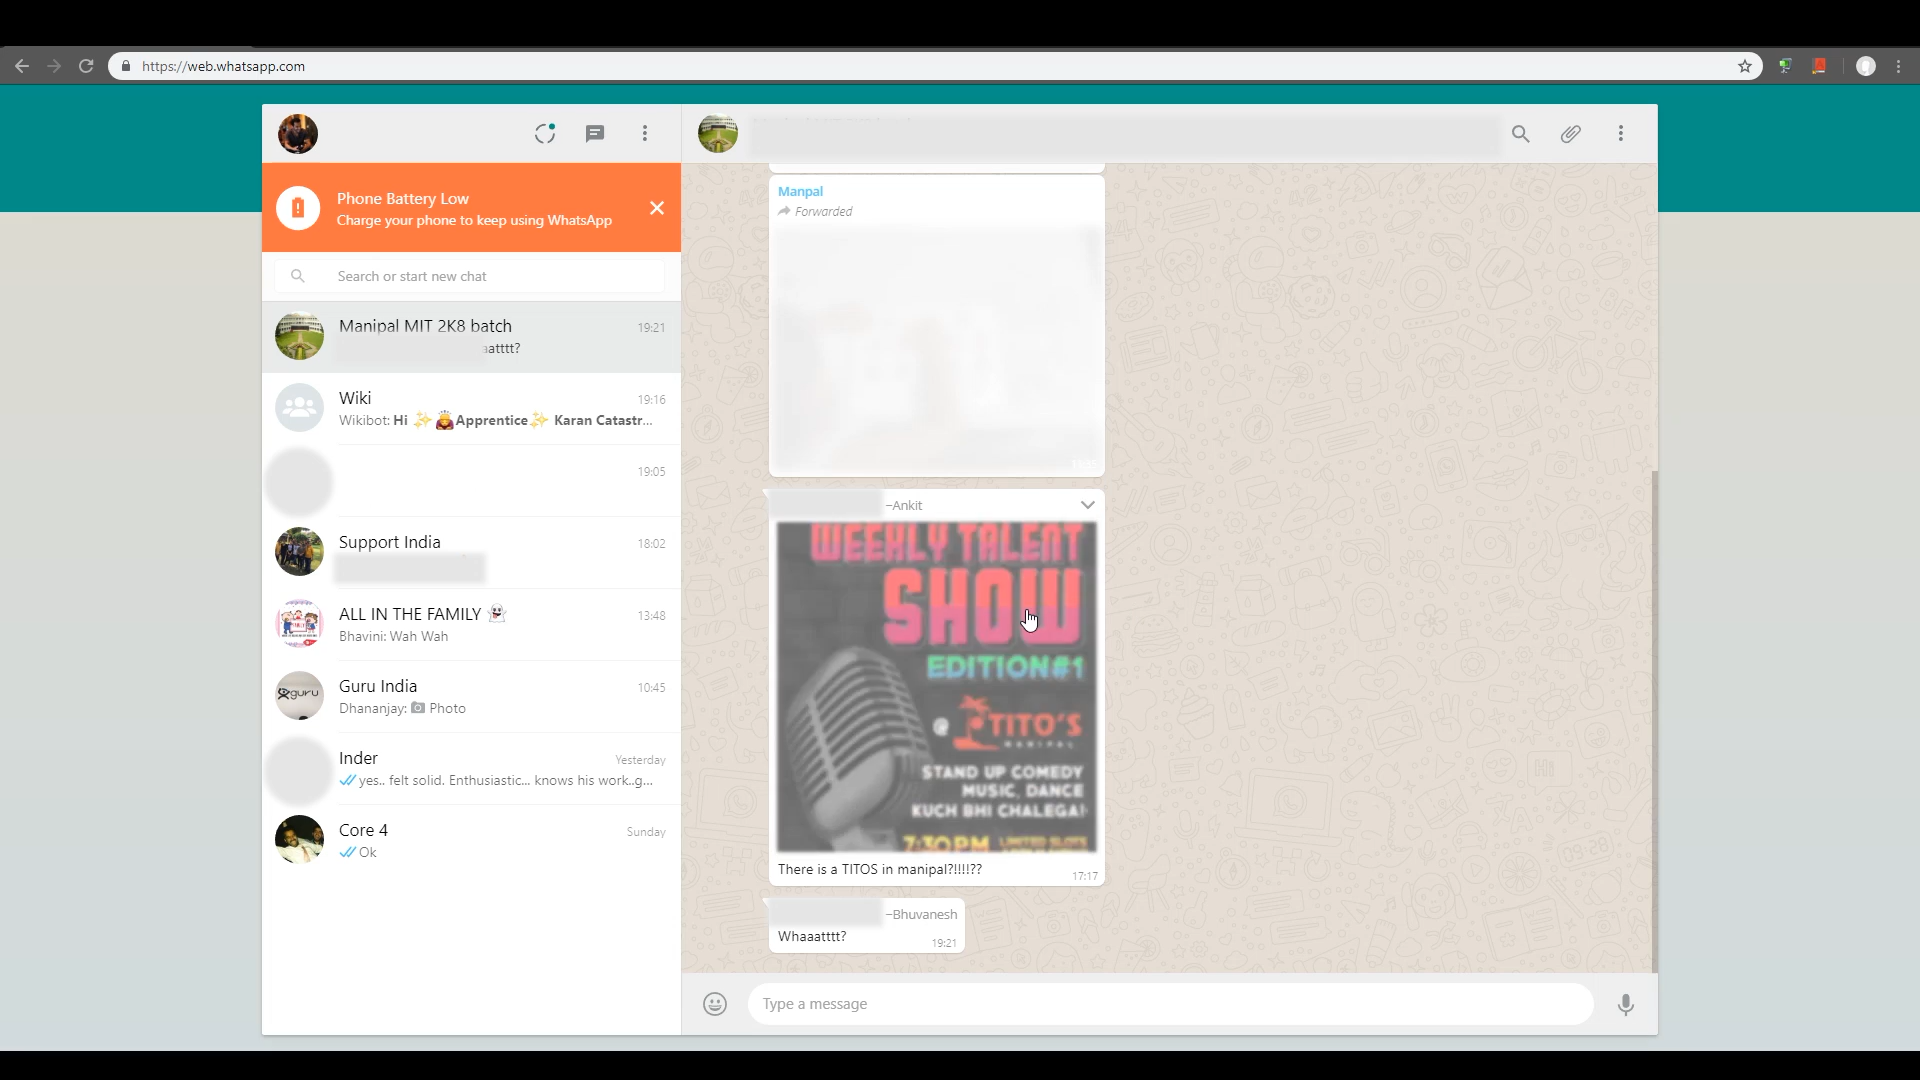 https://web.whatsapp.com
Phone Battery Low
Charge your phone to keep using WhatsApp
Search or start new chat
Manipal MIT 2K8 batch
19:21
aatttt?
Wiki
19:16
Wikibot: Hi ✨🙇Apprentice✨ Karan Catastr...
19:05
Support India
18:02
ALL IN THE FAMILY 👻
13:48
Bhavini: Wah Wah
Guru India
10:45
guru
Dhananjay: 📷 Photo
Inder
Yesterday
yes.. felt solid. Enthusiastic... knows his work..g...
Core 4
Sunday
Ok
Manpal
Forwarded
~Ankit
WEEKLY TALENT
SHOW
EDITION#1
@ TITO'S
MANIPAL
STAND UP COMEDY
MUSIC, DANCE
KUCH BHI CHALEGA!
7:30PM LIMITED SLOTS
There is a TITOS in manipal?!!!!??
17:17
~Bhuvanesh
Whaaatttt?
19:21
Type a message